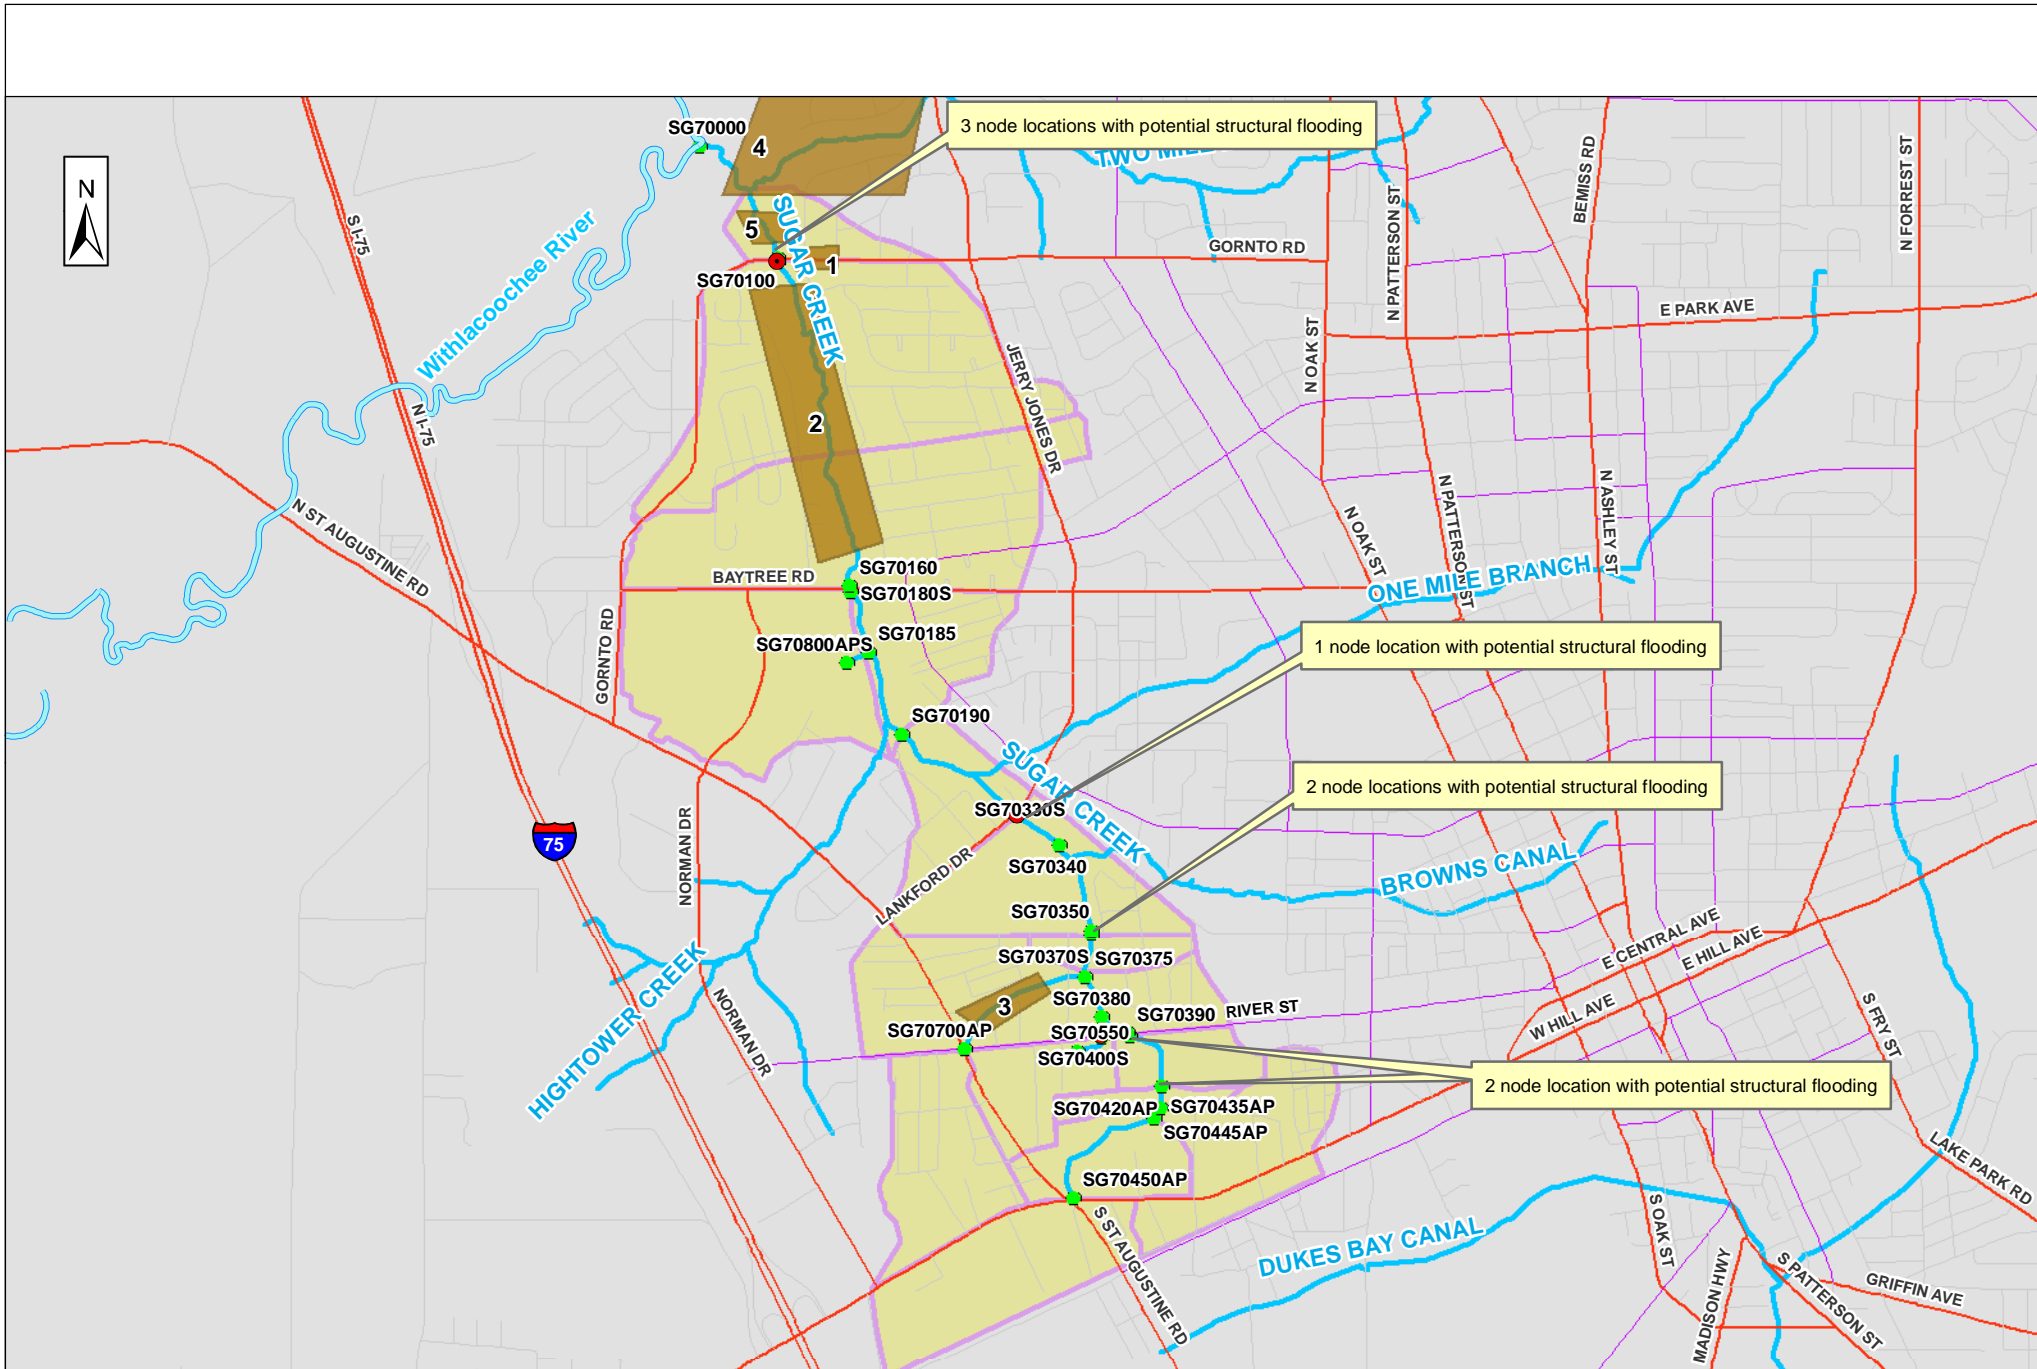 SG70000
4
3 node locations with potential structural flooding
N
S I-75
Withlacoochee River
5
SUGAR CREEK
1
SG70100
GORNTO RD
N PATTERSON ST
BEMISS RD
N FORREST ST
E PARK AVE
N OAK ST
JERRY JONES DR
N I-75
2
N ST AUGUSTINE RD
N OAK ST
N PATTERSON ST
N ASHLEY ST
BAYTREE RD
SG70160
SG70180S
ONE MILE BRANCH
GORNTO RD
SG70800APS
SG70185
1 node location with potential structural flooding
SG70190
SUGAR CREEK
2 node locations with potential structural flooding
SG70330S
75
NORMAN DR
LANKFORD DR
SG70340
BROWNS CANAL
SG70350
E CENTRAL AVE
E HILL AVE
SG70370S
SG70375
HIGHTOWER CREEK
NORMAN DR
3
SG70380
SG70390
RIVER ST
W HILL AVE
S FRY ST
SG70700AP
SG70550
SG70400S
2 node location with potential structural flooding
SG70420AP
SG70435AP
SG70445AP
LAKE PARK RD
SG70450AP
S ST AUGUSTINE RD
DUKES BAY CANAL
S OAK ST
MADISON HWY
S PATTERSON ST
GRIFFIN AVE